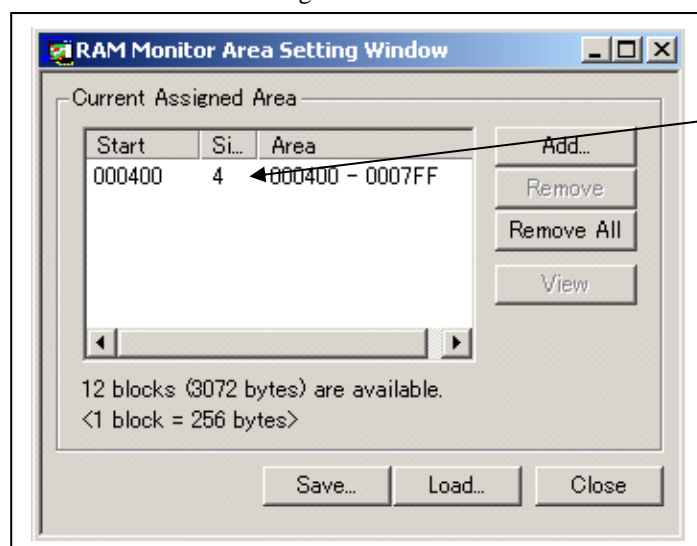 RAM Monitor Area Setting Window
Current Assigned Area
Start Si... Area
000400 4 000400 - 0007FF
Add...
Remove
Remove All
View
12 blocks (3072 bytes) are available.
<1 block = 256 bytes>
Save... Load... Close